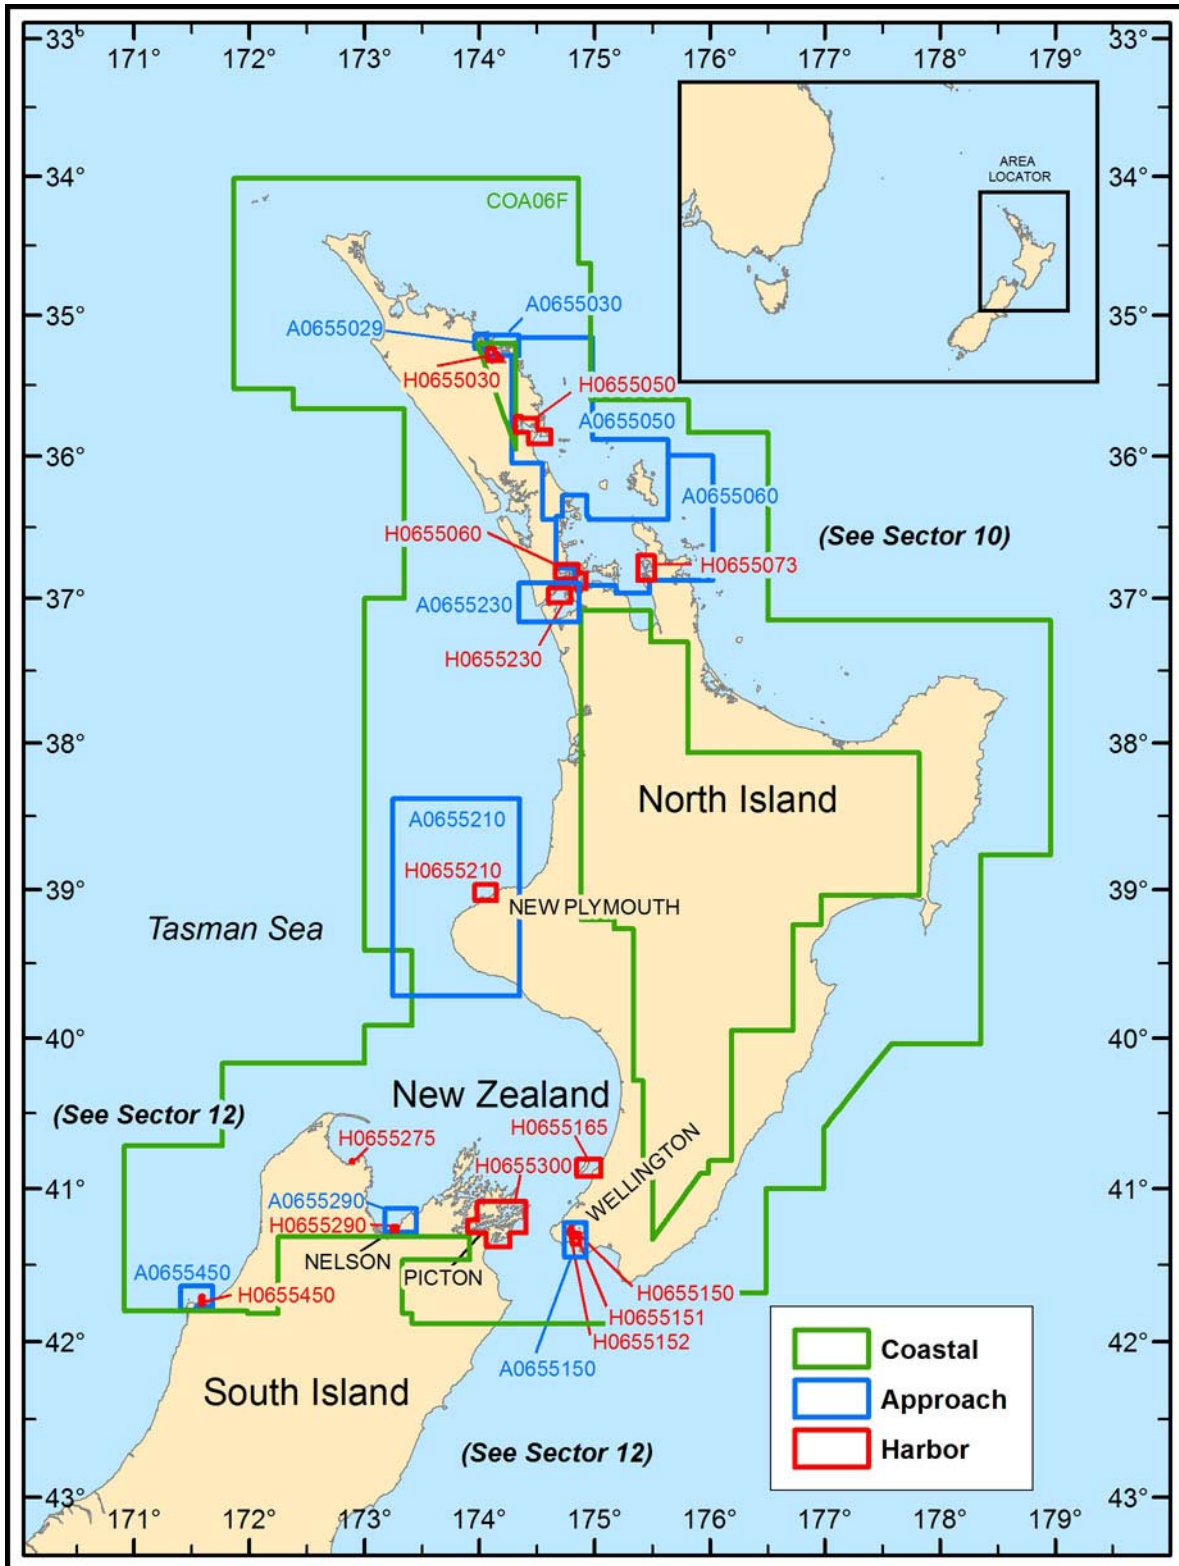 33°
171°
172°
173°
174°
175°
176°
177°
178°
179°
33°
AREA
LOCATOR
34°
34°
COA06F
A0655030
35°
A0655029
35°
H0655030
H0655050
A0655050
36°
36°
A0655060
H0655060
(See Sector 10)
H0655073
37°
A0655230
37°
H0655230
38°
38°
North Island
A0655210
H0655210
39°
39°
NEW PLYMOUTH
Tasman Sea
40°
40°
New Zealand
(See Sector 12)
H0655165
H0655275
WELLINGTON
H0655300
41°
41°
A0655290
H0655290
NELSON
PICTON
A0655450
H0655450
H0655150
H0655151
H0655152
42°
42°
A0655150
Coastal
South Island
Approach
(See Sector 12)
Harbor
43°
43°
171°
172°
173°
174°
175°
176°
177°
178°
179°